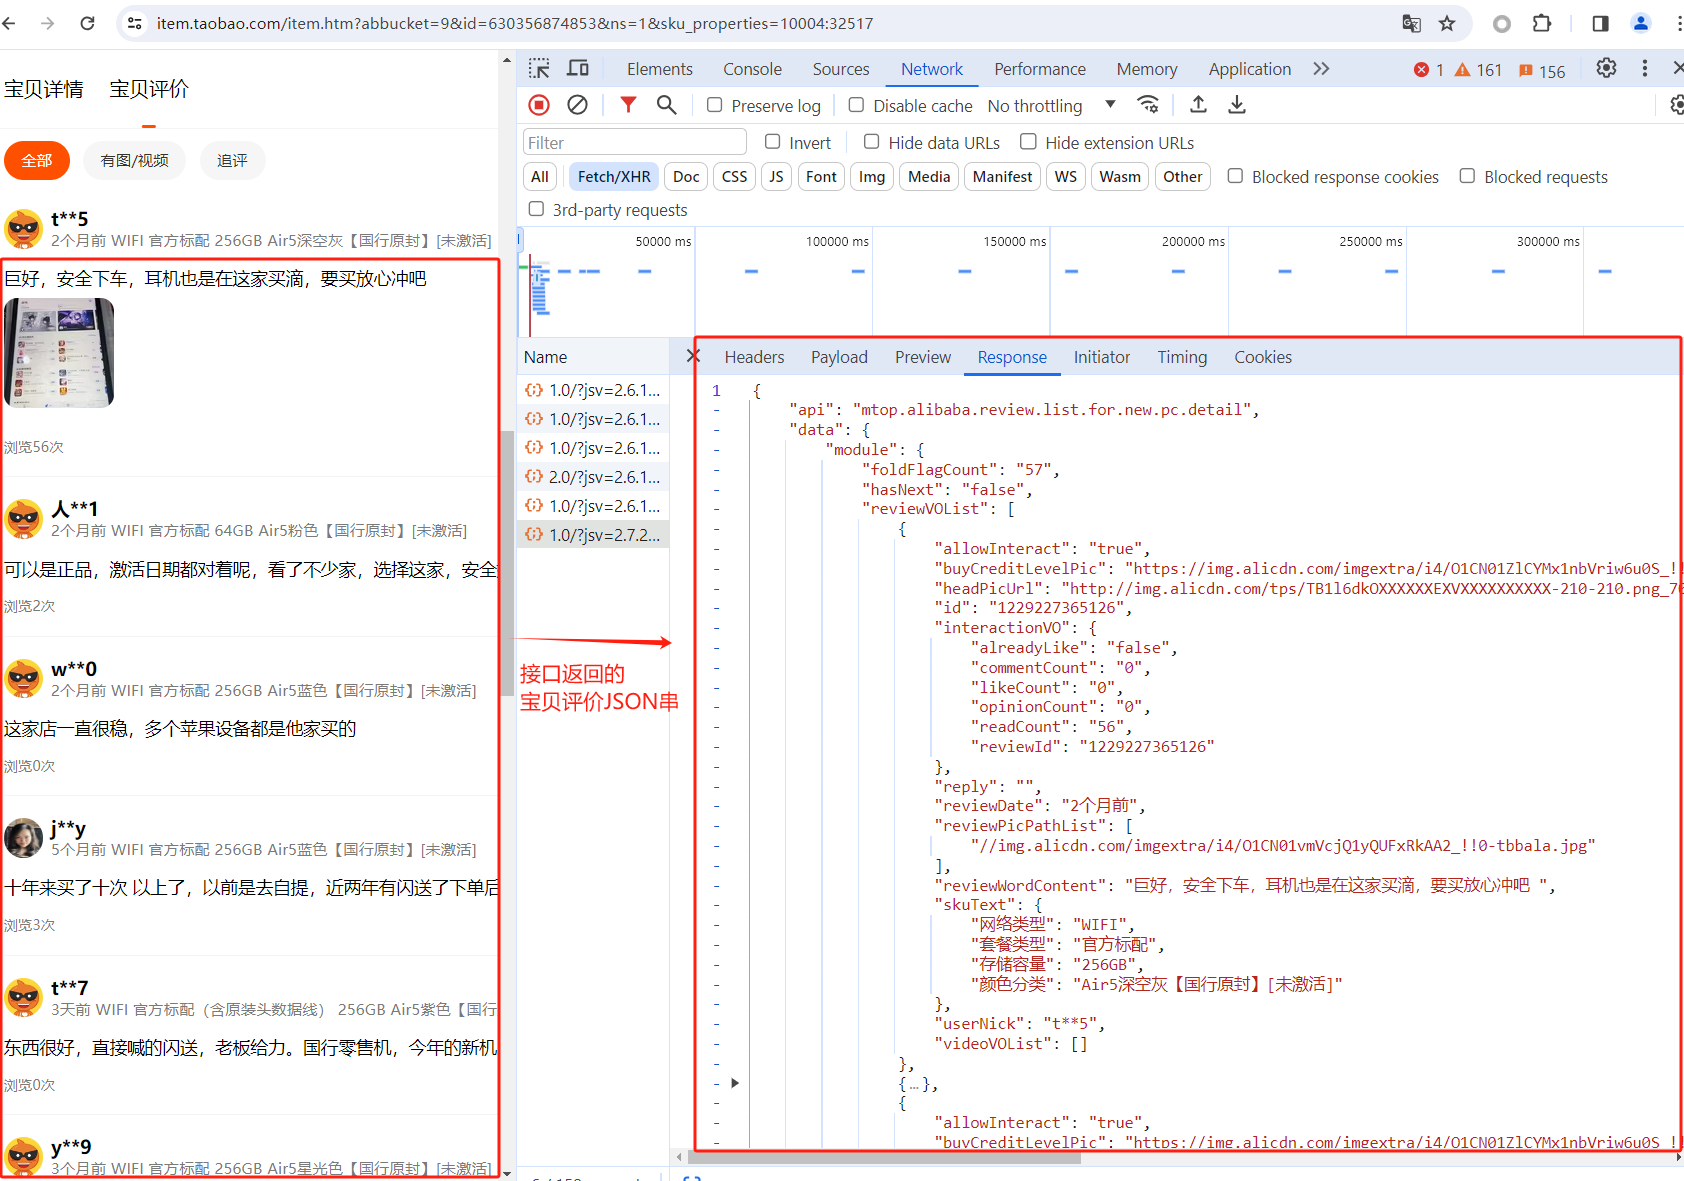 item.taobao.com/item.htm?abbucket=9&id=630356874853&ns=1&sku_properties=10004:32517
宝贝详情 宝贝评价
全部 有图/视频 追评
t**5
2个月前 WIFI 官方标配 256GB Air5深空灰【国行原封】[未激活]
巨好，安全下车，耳机也是在这家买滴，要买放心冲吧
浏览56次
人**1
2个月前 WIFI 官方标配 64GB Air5粉色【国行原封】[未激活]
可以是正品，激活日期都对着呢，看了不少家，选择这家，安全
浏览2次
w**0
2个月前 WIFI 官方标配 256GB Air5蓝色【国行原封】[未激活]
这家店一直很稳，多个苹果设备都是他家买的
浏览0次
j**y
5个月前 WIFI 官方标配 256GB Air5蓝色【国行原封】[未激活]
十年来买了十次 以上了，以前是去自提，近两年有闪送了下单后
浏览3次
t**7
3天前 WIFI 官方标配（含原装头数据线） 256GB Air5紫色【国行
东西很好，直接喊的闪送，老板给力。国行零售机，今年的新机
浏览0次
y**9
3个月前 WIFI 官方标配 256GB Air5星光色【国行原封】[未激活]
接口返回的
宝贝评价JSON串
Elements Console Sources Network Performance Memory Application 1 161 156
Preserve log Disable cache No throttling
Filter Invert Hide data URLs Hide extension URLs
All Fetch/XHR Doc CSS JS Font Img Media Manifest WS Wasm Other Blocked response cookies Blocked requests
3rd-party requests
50000 ms 100000 ms 150000 ms 200000 ms 250000 ms 300000 ms
Name
1.0/?jsv=2.6.1...
1.0/?jsv=2.6.1...
1.0/?jsv=2.6.1...
2.0/?jsv=2.6.1...
1.0/?jsv=2.6.1...
1.0/?jsv=2.7.2...
Headers Payload Preview Response Initiator Timing Cookies
1 {
- "api": "mtop.alibaba.review.list.for.new.pc.detail",
- "data": {
- "module": {
- "foldFlagCount": "57",
- "hasNext": "false",
- "reviewVOList": [
- {
- "allowInteract": "true",
- "buyCreditLevelPic": "https://img.alicdn.com/imgextra/i4/O1CN01ZlCYMx1nbVriw6u0S_!!
- "headPicUrl": "http://img.alicdn.com/tps/TB1l6dkOXXXXXXEXVXXXXXXXXXX-210-210.png_76
- "id": "1229227365126",
- "interactionVO": {
- "alreadyLike": "false",
- "commentCount": "0",
- "likeCount": "0",
- "opinionCount": "0",
- "readCount": "56",
- "reviewId": "1229227365126"
- },
- "reply": "",
- "reviewDate": "2个月前",
- "reviewPicPathList": [
- "//img.alicdn.com/imgextra/i4/O1CN01vmVcjQ1yQUFxRkAA2_!!0-tbbala.jpg"
- ],
- "reviewWordContent": "巨好，安全下车，耳机也是在这家买滴，要买放心冲吧 ",
- "skuText": {
- "网络类型": "WIFI",
- "套餐类型": "官方标配",
- "存储容量": "256GB",
- "颜色分类": "Air5深空灰【国行原封】[未激活]"
- },
- "userNick": "t**5",
- "videoVOList": []
- },
- {…},
- {
- "allowInteract": "true",
- "buyCreditLevelPic": "https://img.alicdn.com/imgextra/i4/O1CN01ZlCYMx1nbVriw6u0S_!!